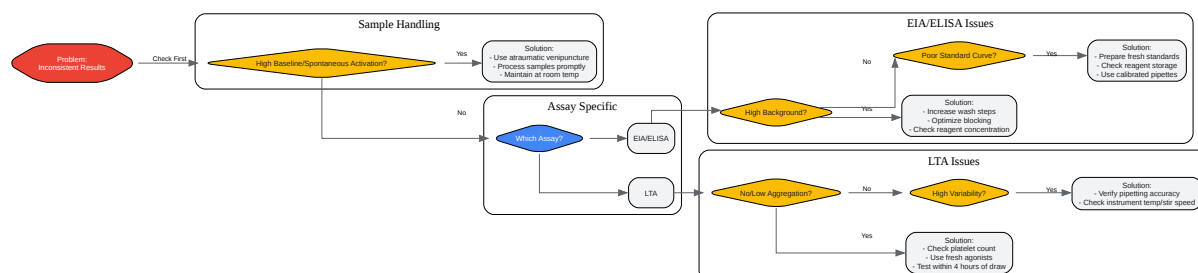 Sample Handling
Problem:
Inconsistent Results
Check First
High Baseline/Spontaneous Activation?
Yes
Solution:
- Use atraumatic venipuncture
- Process samples promptly
- Maintain at room temp
No
Assay Specific
Which Assay?
EIA/ELISA
LTA
EIA/ELISA Issues
High Background?
No
Poor Standard Curve?
Yes
Solution:
- Prepare fresh standards
- Check reagent storage
- Use calibrated pipettes
Yes
Solution:
- Increase wash steps
- Optimize blocking
- Check reagent concentration
LTA Issues
No/Low Aggregation?
No
High Variability?
Yes
Solution:
- Verify pipetting accuracy
- Check instrument temp/stir speed
Yes
Solution:
- Check platelet count
- Use fresh agonists
- Test within 4 hours of draw